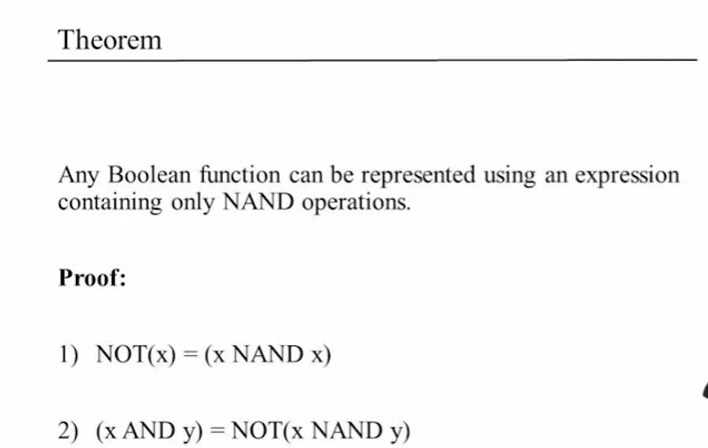 Theorem
Any Boolean function can be represented using an expression
containing only NAND operations.
Proof:
1) NOT(x) = (x NAND x)
2) (x AND y) = NOT(x NAND y)